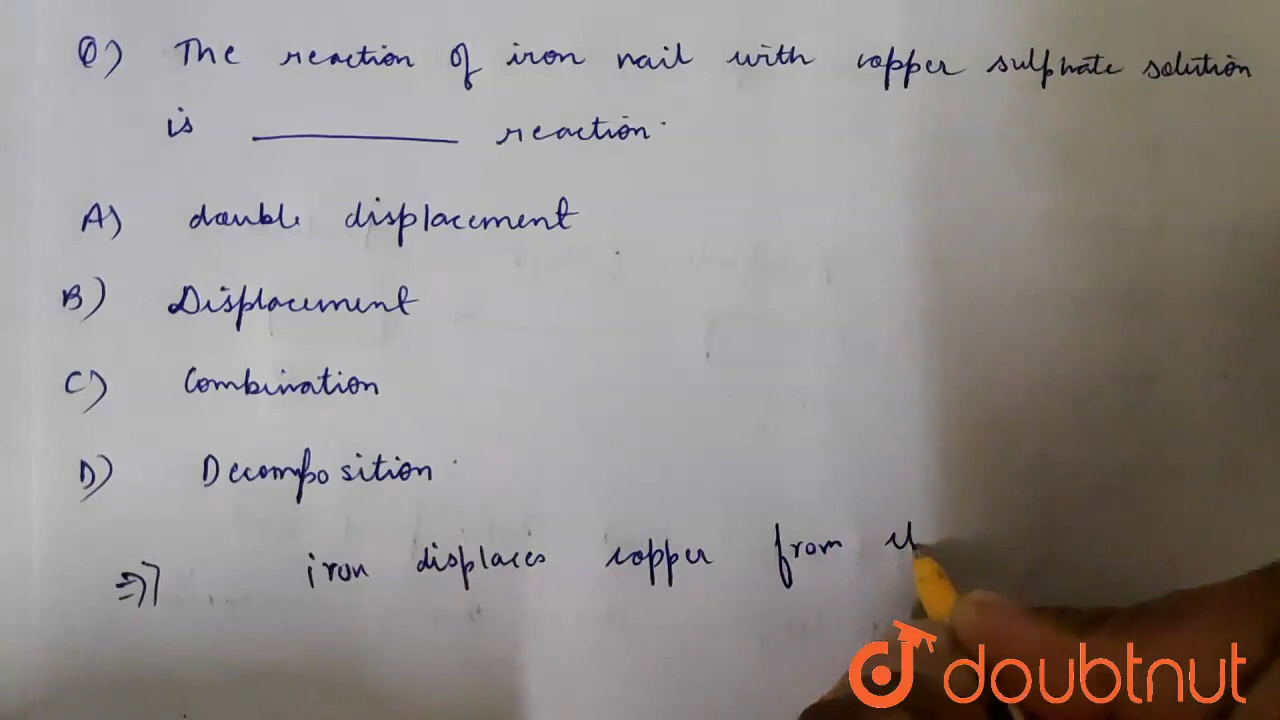 Q) The reaction of iron nail with copper sulphate solution
is ________ reaction.
A) double displacement
B) Displacement
C) Combination
D) Decomposition.
⇒ iron displaces copper from
doubtnut